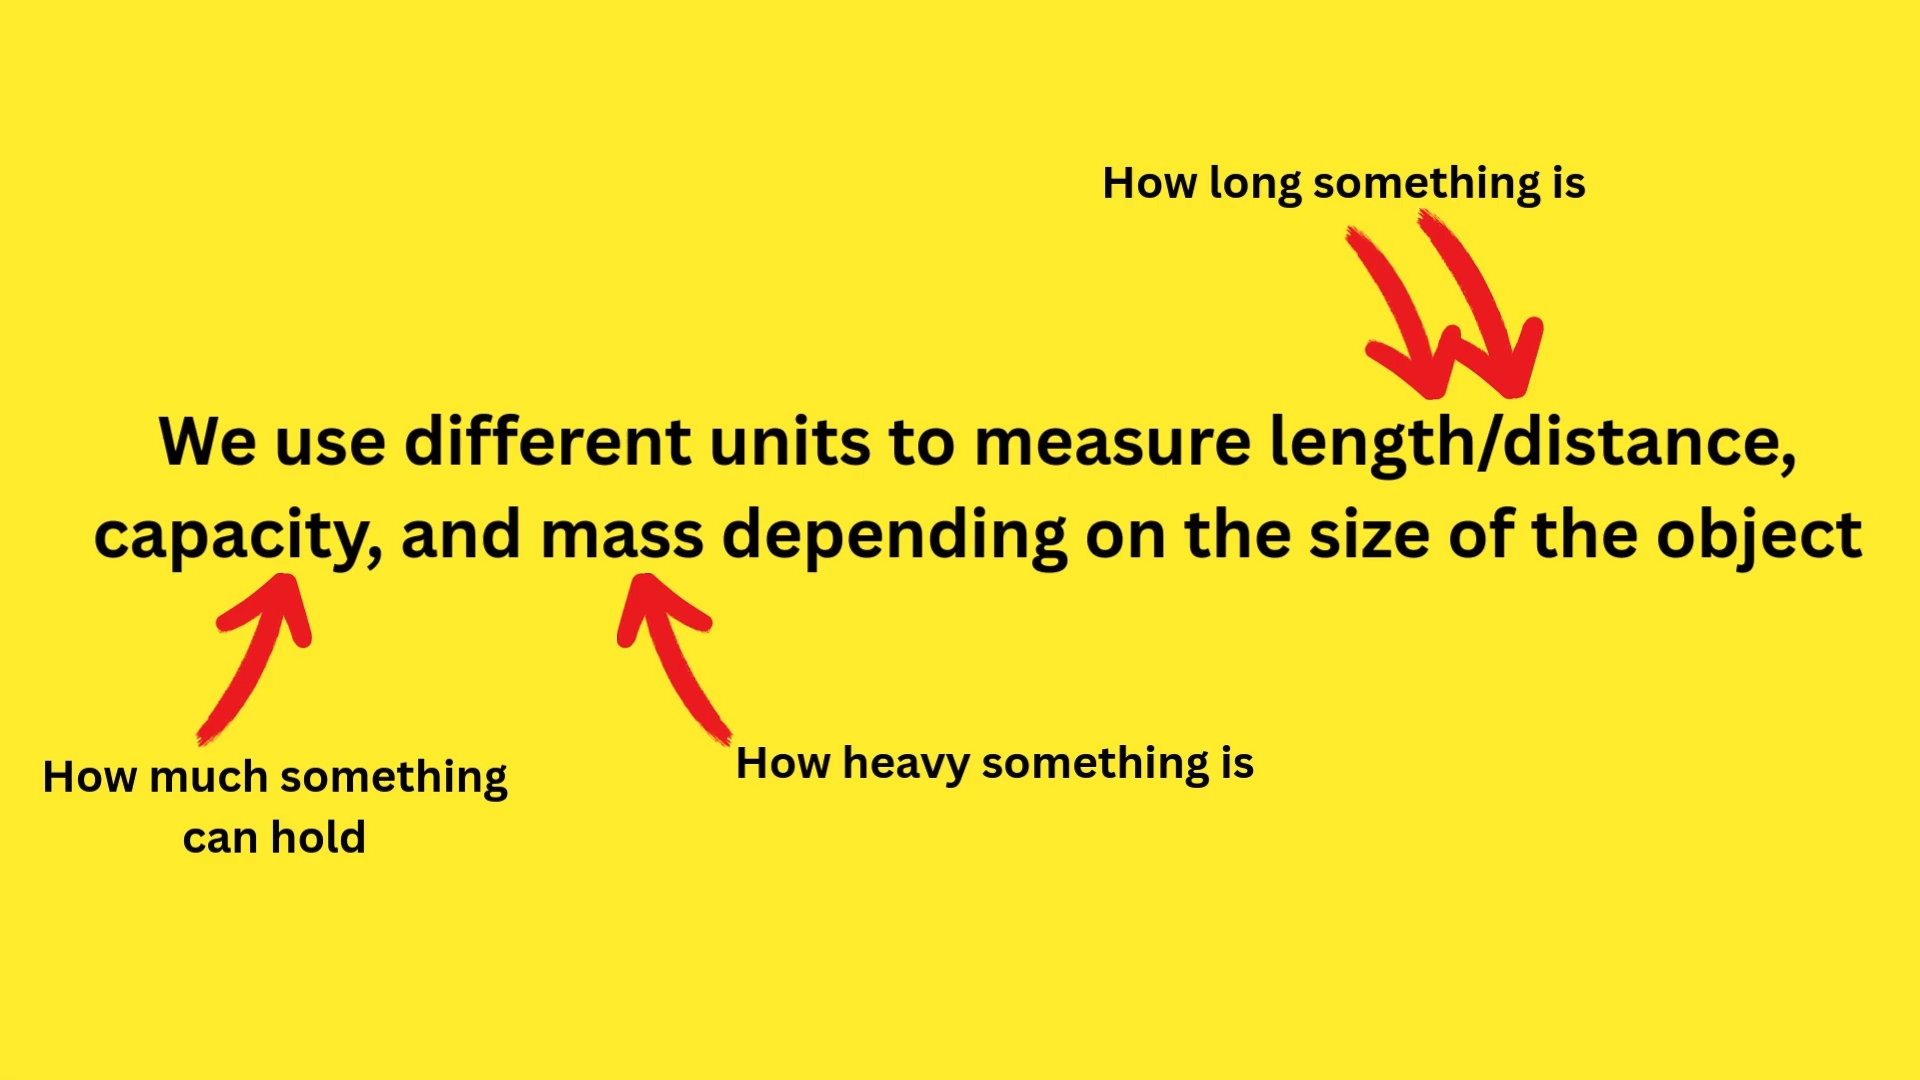 How long something is
We use different units to measure length/distance,
capacity, and mass depending on the size of the object
How much something
can hold
How heavy something is